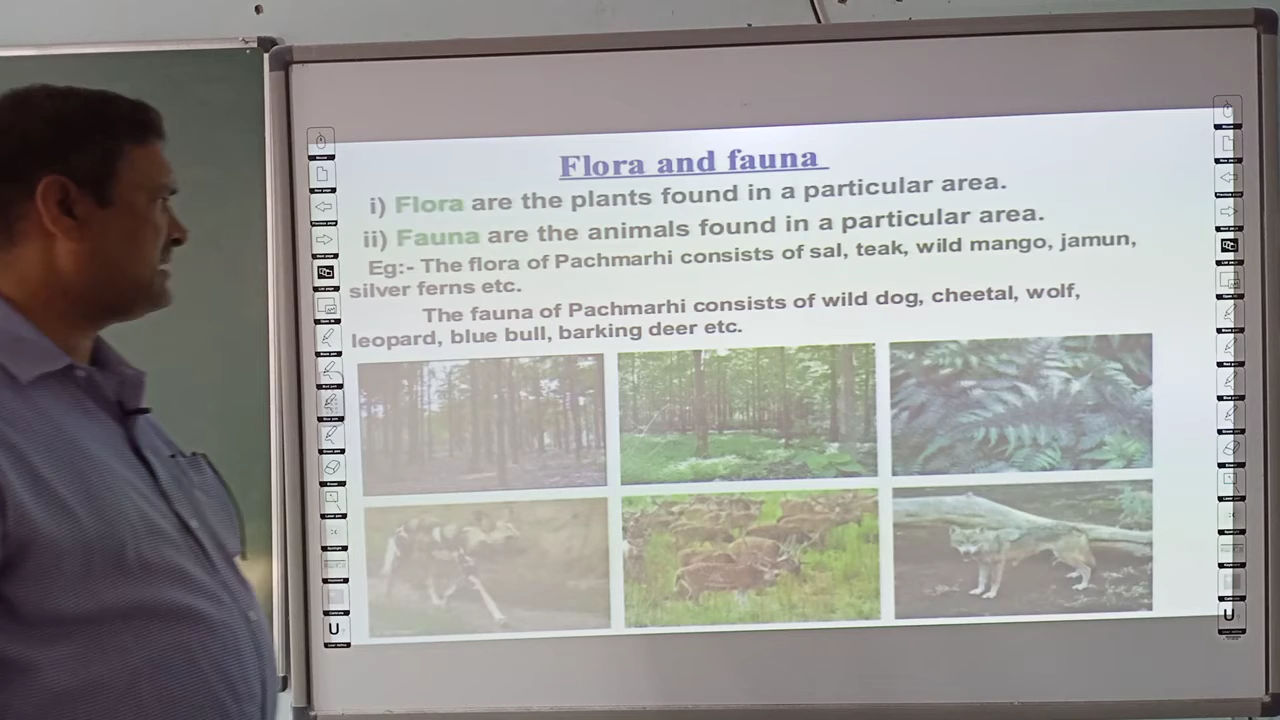 Flora and fauna
i) Flora are the plants found in a particular area.
ii) Fauna are the animals found in a particular area.
Eg:- The flora of Pachmarhi consists of sal, teak, wild mango, jamun,
silver ferns etc.
The fauna of Pachmarhi consists of wild dog, cheetal, wolf,
leopard, blue bull, barking deer etc.